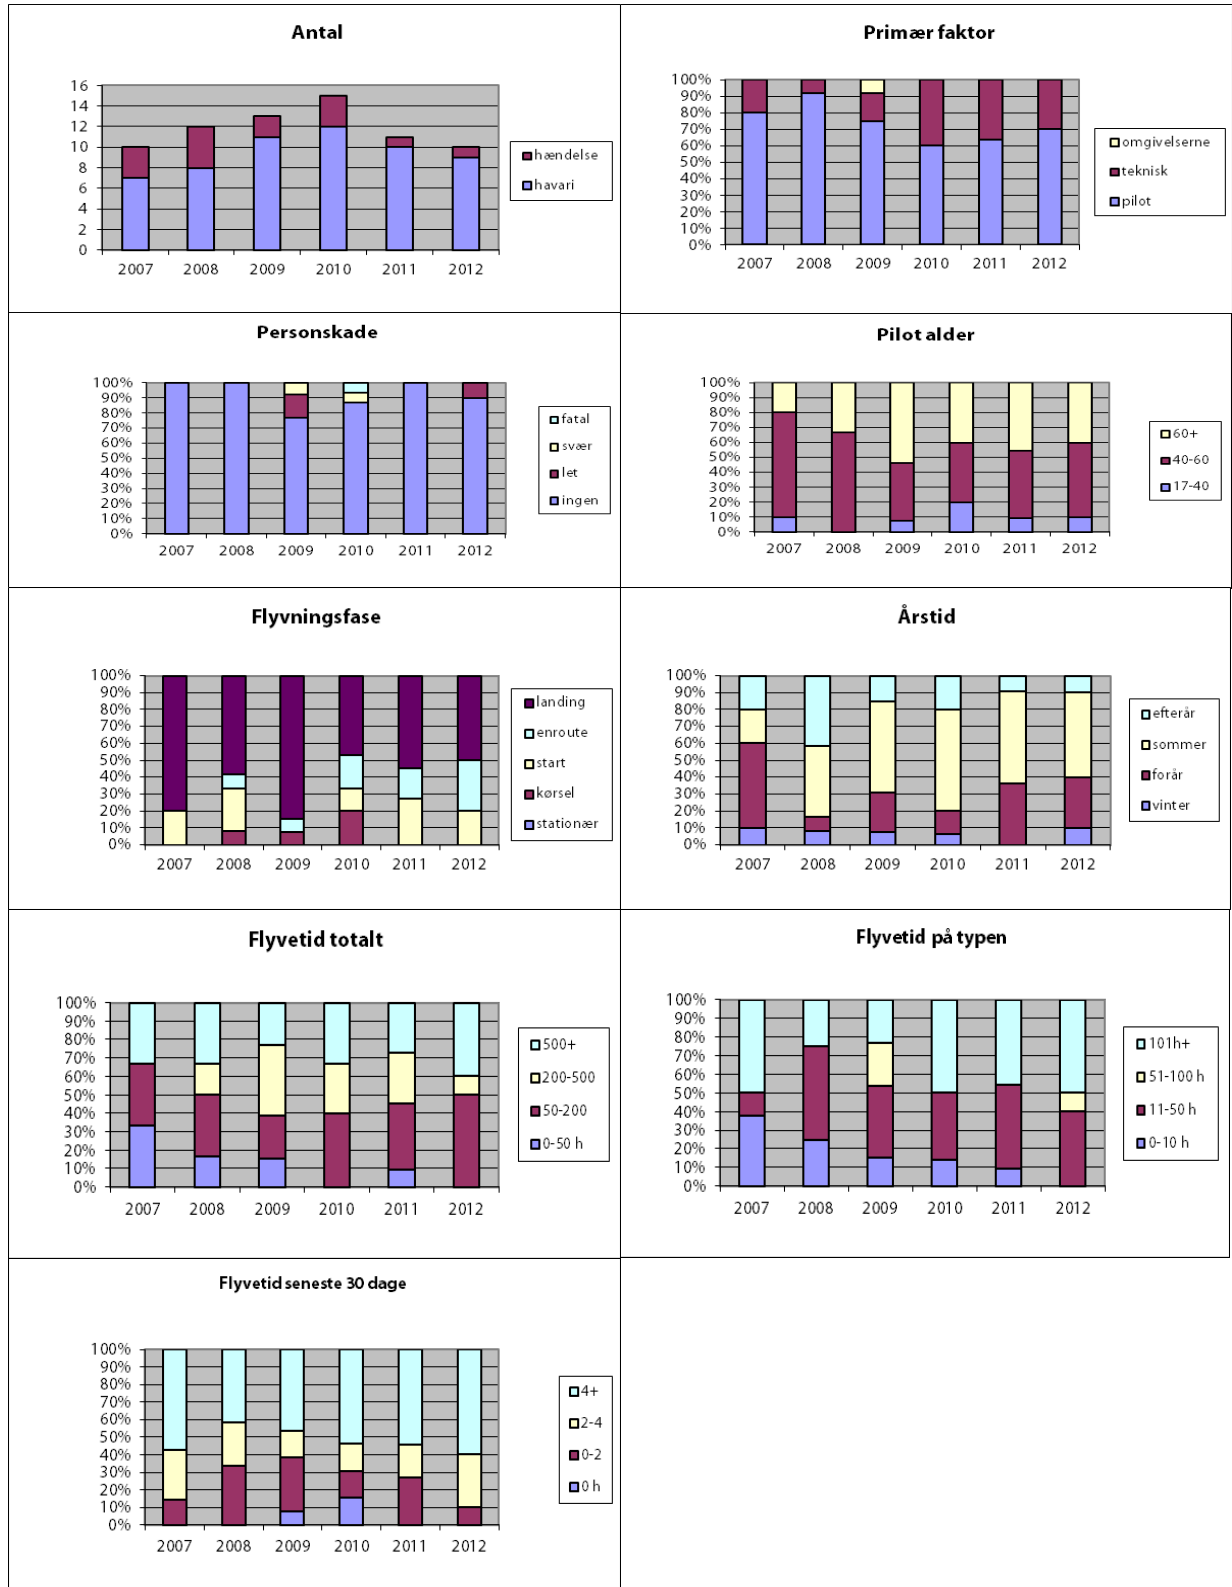 Antal
16
14
12
10
8
6
4
2
0
2007 2008 2009 2010 2011 2012
hændelse
havari
Primær faktor
100%
90%
80%
70%
60%
50%
40%
30%
20%
10%
0%
2007 2008 2009 2010 2011 2012
omgivelserne
teknisk
pilot
Personskade
100%
90%
80%
70%
60%
50%
40%
30%
20%
10%
0%
2007 2008 2009 2010 2011 2012
fatal
svær
let
ingen
Pilot alder
100%
90%
80%
70%
60%
50%
40%
30%
20%
10%
0%
2007 2008 2009 2010 2011 2012
60+
40-60
17-40
Flyvningsfase
100%
90%
80%
70%
60%
50%
40%
30%
20%
10%
0%
2007 2008 2009 2010 2011 2012
landing
enroute
start
kørsel
stationær
Årstid
100%
90%
80%
70%
60%
50%
40%
30%
20%
10%
0%
2007 2008 2009 2010 2011 2012
efterår
sommer
forår
vinter
Flyvetid totalt
100%
90%
80%
70%
60%
50%
40%
30%
20%
10%
0%
2007 2008 2009 2010 2011 2012
500+
200-500
50-200
0-50 h
Flyvetid på typen
100%
90%
80%
70%
60%
50%
40%
30%
20%
10%
0%
2007 2008 2009 2010 2011 2012
101h+
51-100 h
11-50 h
0-10 h
Flyvetid seneste 30 dage
100%
90%
80%
70%
60%
50%
40%
30%
20%
10%
0%
2007 2008 2009 2010 2011 2012
4+
2-4
0-2
0 h